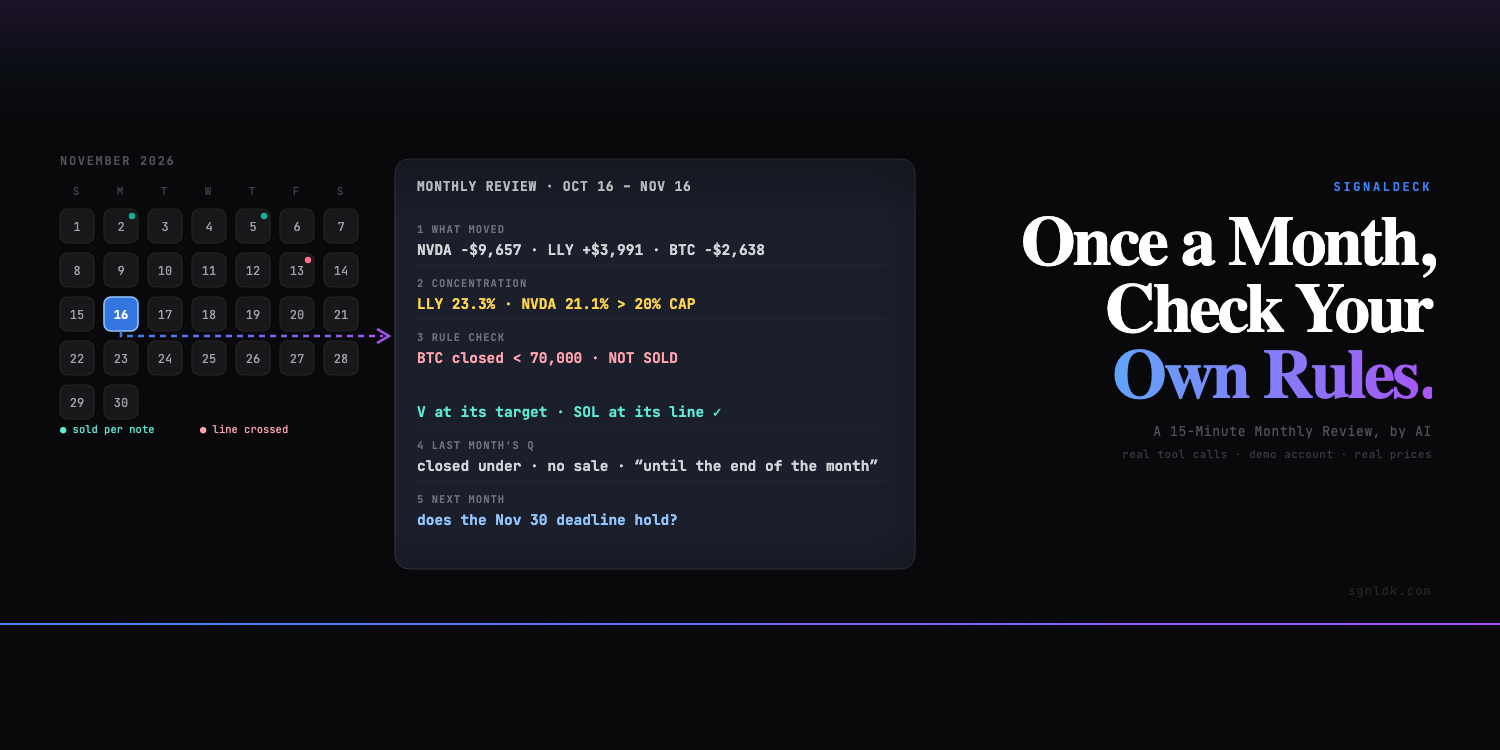 NOVEMBER 2026
S M T W T F S
1 2 3 4 5 6 7
8 9 10 11 12 13 14
15 16 17 18 19 20 21
22 23 24 25 26 27 28
29 30
sold per note
line crossed
MONTHLY REVIEW · OCT 16 – NOV 16
1 WHAT MOVED
NVDA -$9,657 · LLY +$3,991 · BTC -$2,638
2 CONCENTRATION
LLY 23.3% · NVDA 21.1% > 20% CAP
3 RULE CHECK
BTC closed < 70,000 · NOT SOLD
V at its target · SOL at its line ✓
4 LAST MONTH'S Q
closed under · no sale · “until the end of the month”
5 NEXT MONTH
does the Nov 30 deadline hold?
SIGNALDECK
Once a Month,
Check Your
Own Rules.
A 15-Minute Monthly Review, by AI
real tool calls · demo account · real prices
sgnldk.com